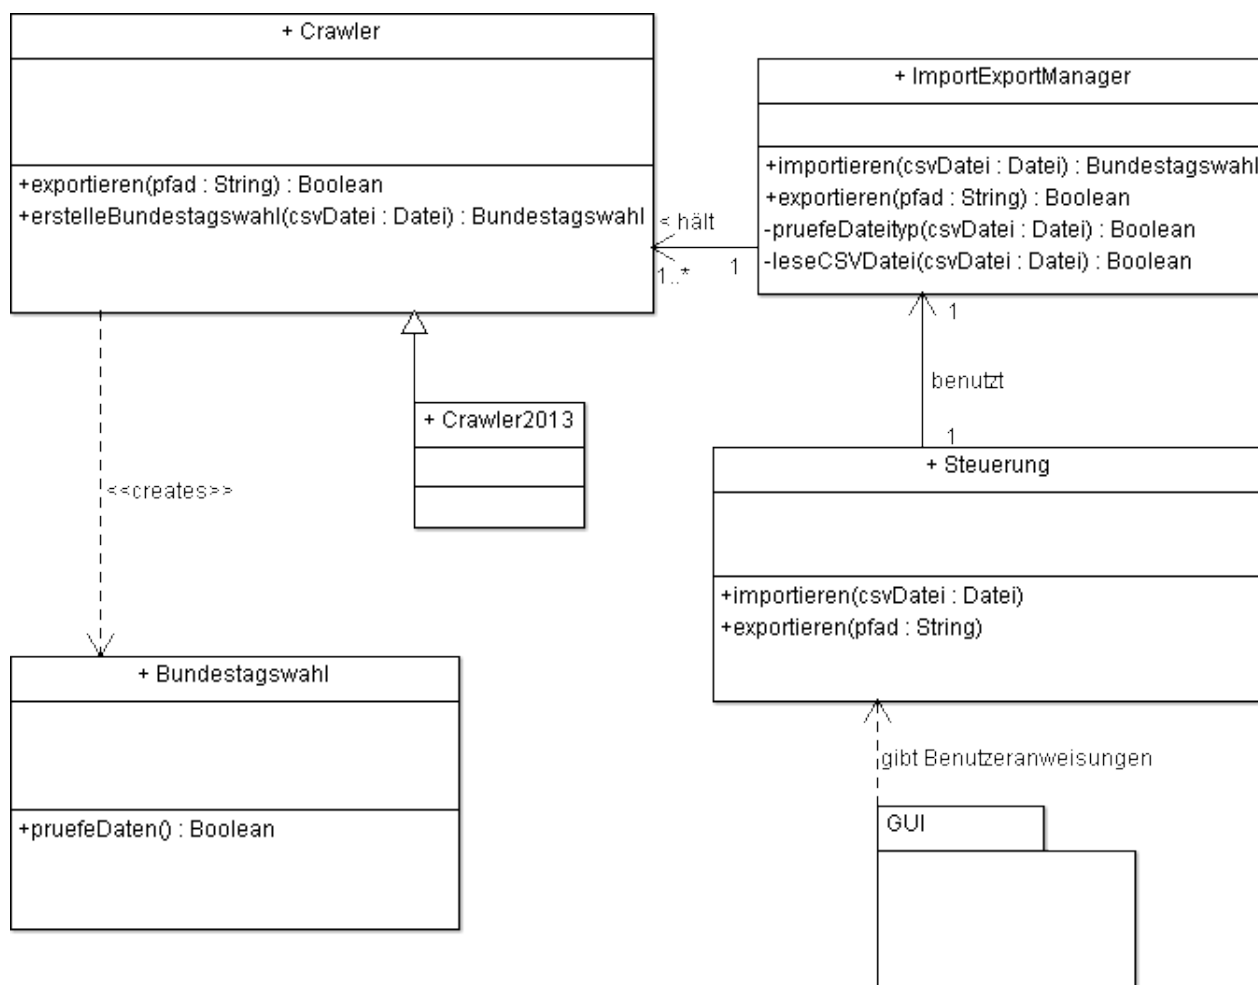 + Crawler
+exportieren(pfad : String) : Boolean
+erstelleBundestagswahl(csvDatei : Datei) : Bundestagswahl
+ ImportExportManager
+importieren(csvDatei : Datei) : Bundestagswahl
+exportieren(pfad : String) : Boolean
-pruefeDateityp(csvDatei : Datei) : Boolean
-leseCSVDatei(csvDatei : Datei) : Boolean
< hält
1..*
1
1
benutzt
1
+ Crawler2013
<<creates>>
+ Steuerung
+importieren(csvDatei : Datei)
+exportieren(pfad : String)
+ Bundestagswahl
+pruefeDaten() : Boolean
gibt Benutzeranweisungen
GUI